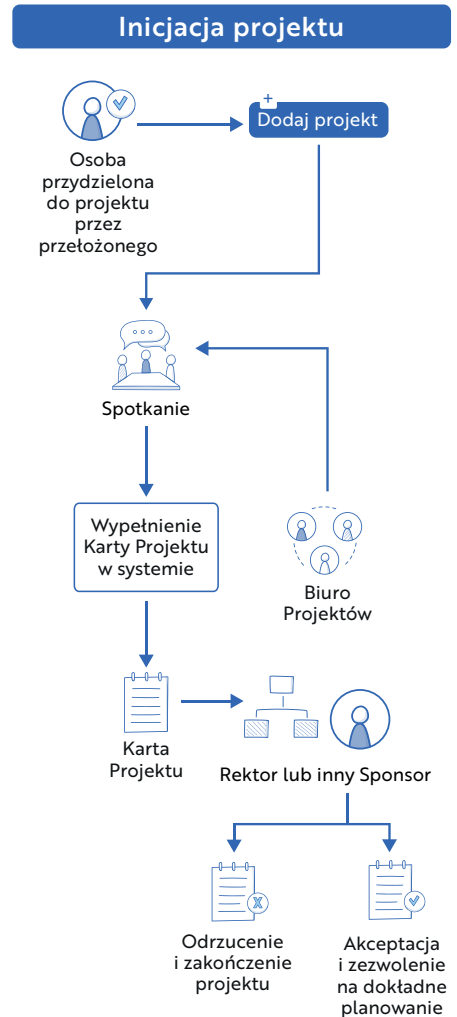 Inicjacja projektu
+
Dodaj projekt
Osoba
przydzielona
do projektu
przez
przełożonego
Spotkanie
Wypełnienie
Karty Projektu
w systemie
Biuro
Projektów
Karta
Projektu
Rektor lub inny Sponsor
X
Odrzucenie
i zakończenie
projektu
Akceptacja
i zezwolenie
na dokładne
planowanie